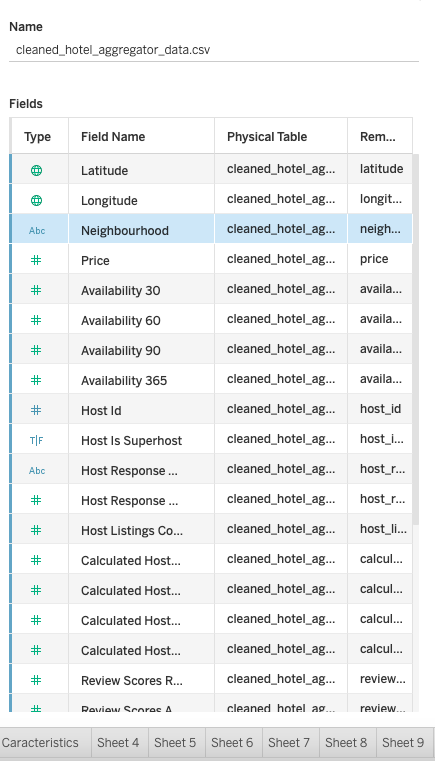 Name
cleaned_hotel_aggregator_data.csv
Fields
Type Field Name Physical Table Rem...
Latitude cleaned_hotel_ag... latitude
Longitude cleaned_hotel_ag... longit...
Abc Neighbourhood cleaned_hotel_ag... neigh...
# Price cleaned_hotel_ag... price
# Availability 30 cleaned_hotel_ag... availa...
# Availability 60 cleaned_hotel_ag... availa...
# Availability 90 cleaned_hotel_ag... availa...
# Availability 365 cleaned_hotel_ag... availa...
# Host Id cleaned_hotel_ag... host_id
T|F Host Is Superhost cleaned_hotel_ag... host_i...
Abc Host Response ... cleaned_hotel_ag... host_r...
# Host Response ... cleaned_hotel_ag... host_r...
# Host Listings Co... cleaned_hotel_ag... host_li...
# Calculated Host... cleaned_hotel_ag... calcul...
# Calculated Host... cleaned_hotel_ag... calcul...
# Calculated Host... cleaned_hotel_ag... calcul...
# Calculated Host... cleaned_hotel_ag... calcul...
# Review Scores R... cleaned_hotel_ag... review...
# Review Scores A... cleaned_hotel_ag... review...
Caracteristics Sheet 4 Sheet 5 Sheet 6 Sheet 7 Sheet 8 Sheet 9